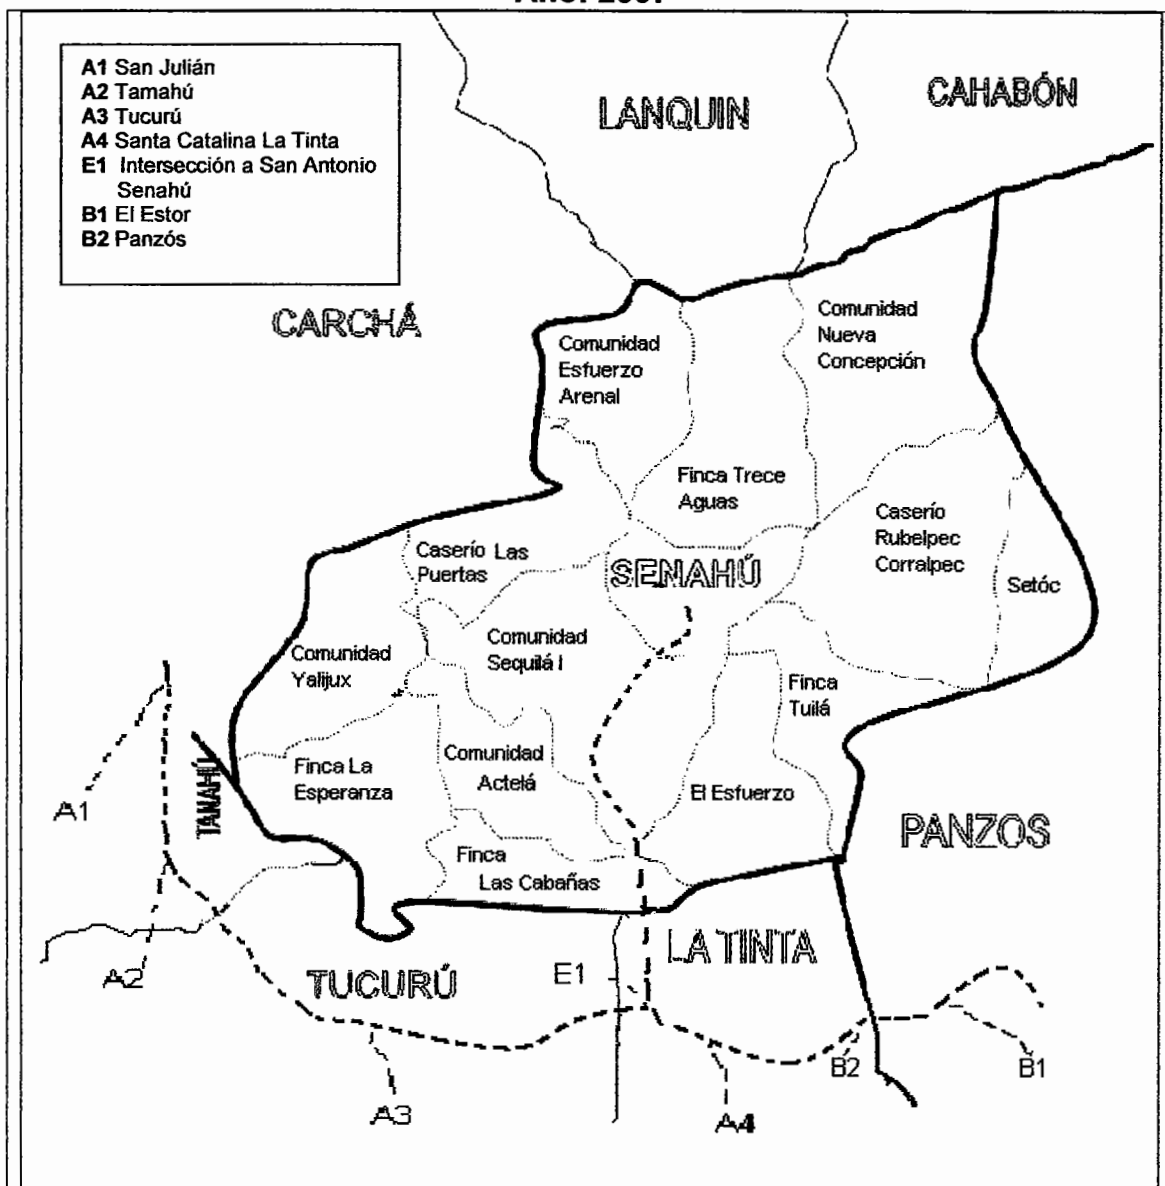 A1 San Julián
A2 Tamahú
A3 Tucurú
A4 Santa Catalina La Tinta
E1 Intersección a San Antonio
Senahú
B1 El Estor
B2 Panzós
LANQUIN
CAHABÓN
CARCHÁ
Comunidad
Esfuerzo
Arenal
Comunidad
Nueva
Concepción
Finca Trece
Aguas
Caserío
Rubelpec
Corralpec
Setóc
Caserío Las
Puertas
SENAHÚ
Comunidad
Sequilá I
Comunidad
Yalijux
Finca
Tuilá
Finca La
Esperanza
Comunidad
Actelá
El Esfuerzo
TAMAHÚ
PANZOS
A1
Finca
Las Cabañas
A2
TUCURÚ
E1
LA TINTA
A3
A4
B2
B1